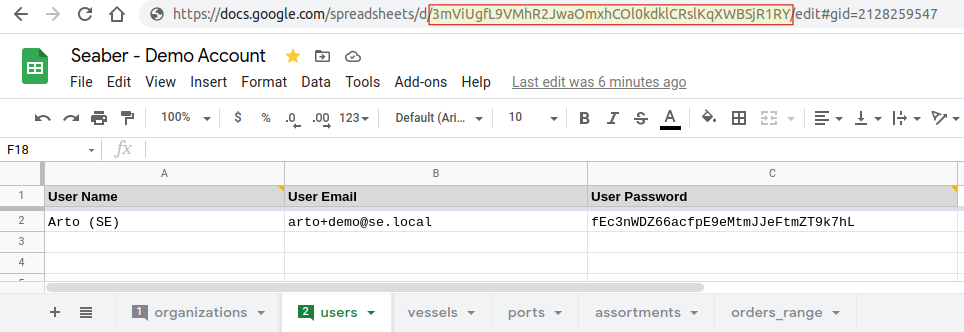 https://docs.google.com/spreadsheets/d/3mViUgfL9VMhR2JwaOmxhCOl0kdklCRslKqXWBSjR1RY/edit#gid=2128259547
Seaber - Demo Account
File Edit View Insert Format Data Tools Add-ons Help Last edit was 6 minutes ago
100% $ % .0 .00 123 Default (Ari... 10 B I S A
F18 fx
A B C
1 User Name User Email User Password
2 Arto (SE) arto+demo@se.local fEc3nWDZ66acfpE9eMtmJJeFtmZT9k7hL
3
4
1 organizations 2 users vessels ports assortments orders_range